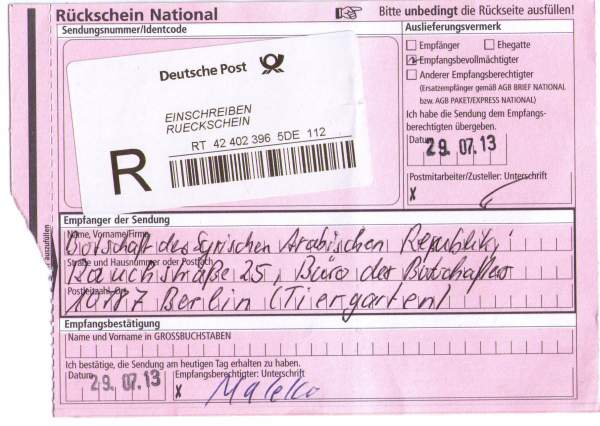 Rückschein National
Bitte unbedingt die Rückseite ausfüllen!
Sendungsnummer/Identcode
Deutsche Post
EINSCHREIBEN
RUECKSCHEIN
RT 42 402 396 5DE 112
R
Auslieferungsvermerk
Empfänger
Ehegatte
Empfangsbevollmächtigter
Anderer Empfangsberechtigter
(Ersatzempfänger gemäß AGB BRIEF NATIONAL
bzw. AGB PAKET/EXPRESS NATIONAL)
Ich habe die Sendung dem Empfangs-
berechtigten übergeben.
Datum
29. 07. 13
Postmitarbeiter/Zusteller: Unterschrift
X
auszufüllen
Empfänger der Sendung
Name, Vorname/Firma
Botschaft der Syrischen Arabischen Republik;
Straße und Hausnummer oder Postfach
Rauchstraße 25, Büro des Botschafters
Postleitzahl, Ort
10787 Berlin (Tiergarten)
Empfangsbestätigung
Name und Vorname in GROSSBUCHSTABEN
Ich bestätige, die Sendung am heutigen Tag erhalten zu haben.
Datum
Empfangsberechtigter: Unterschrift
29. 07. 13
X